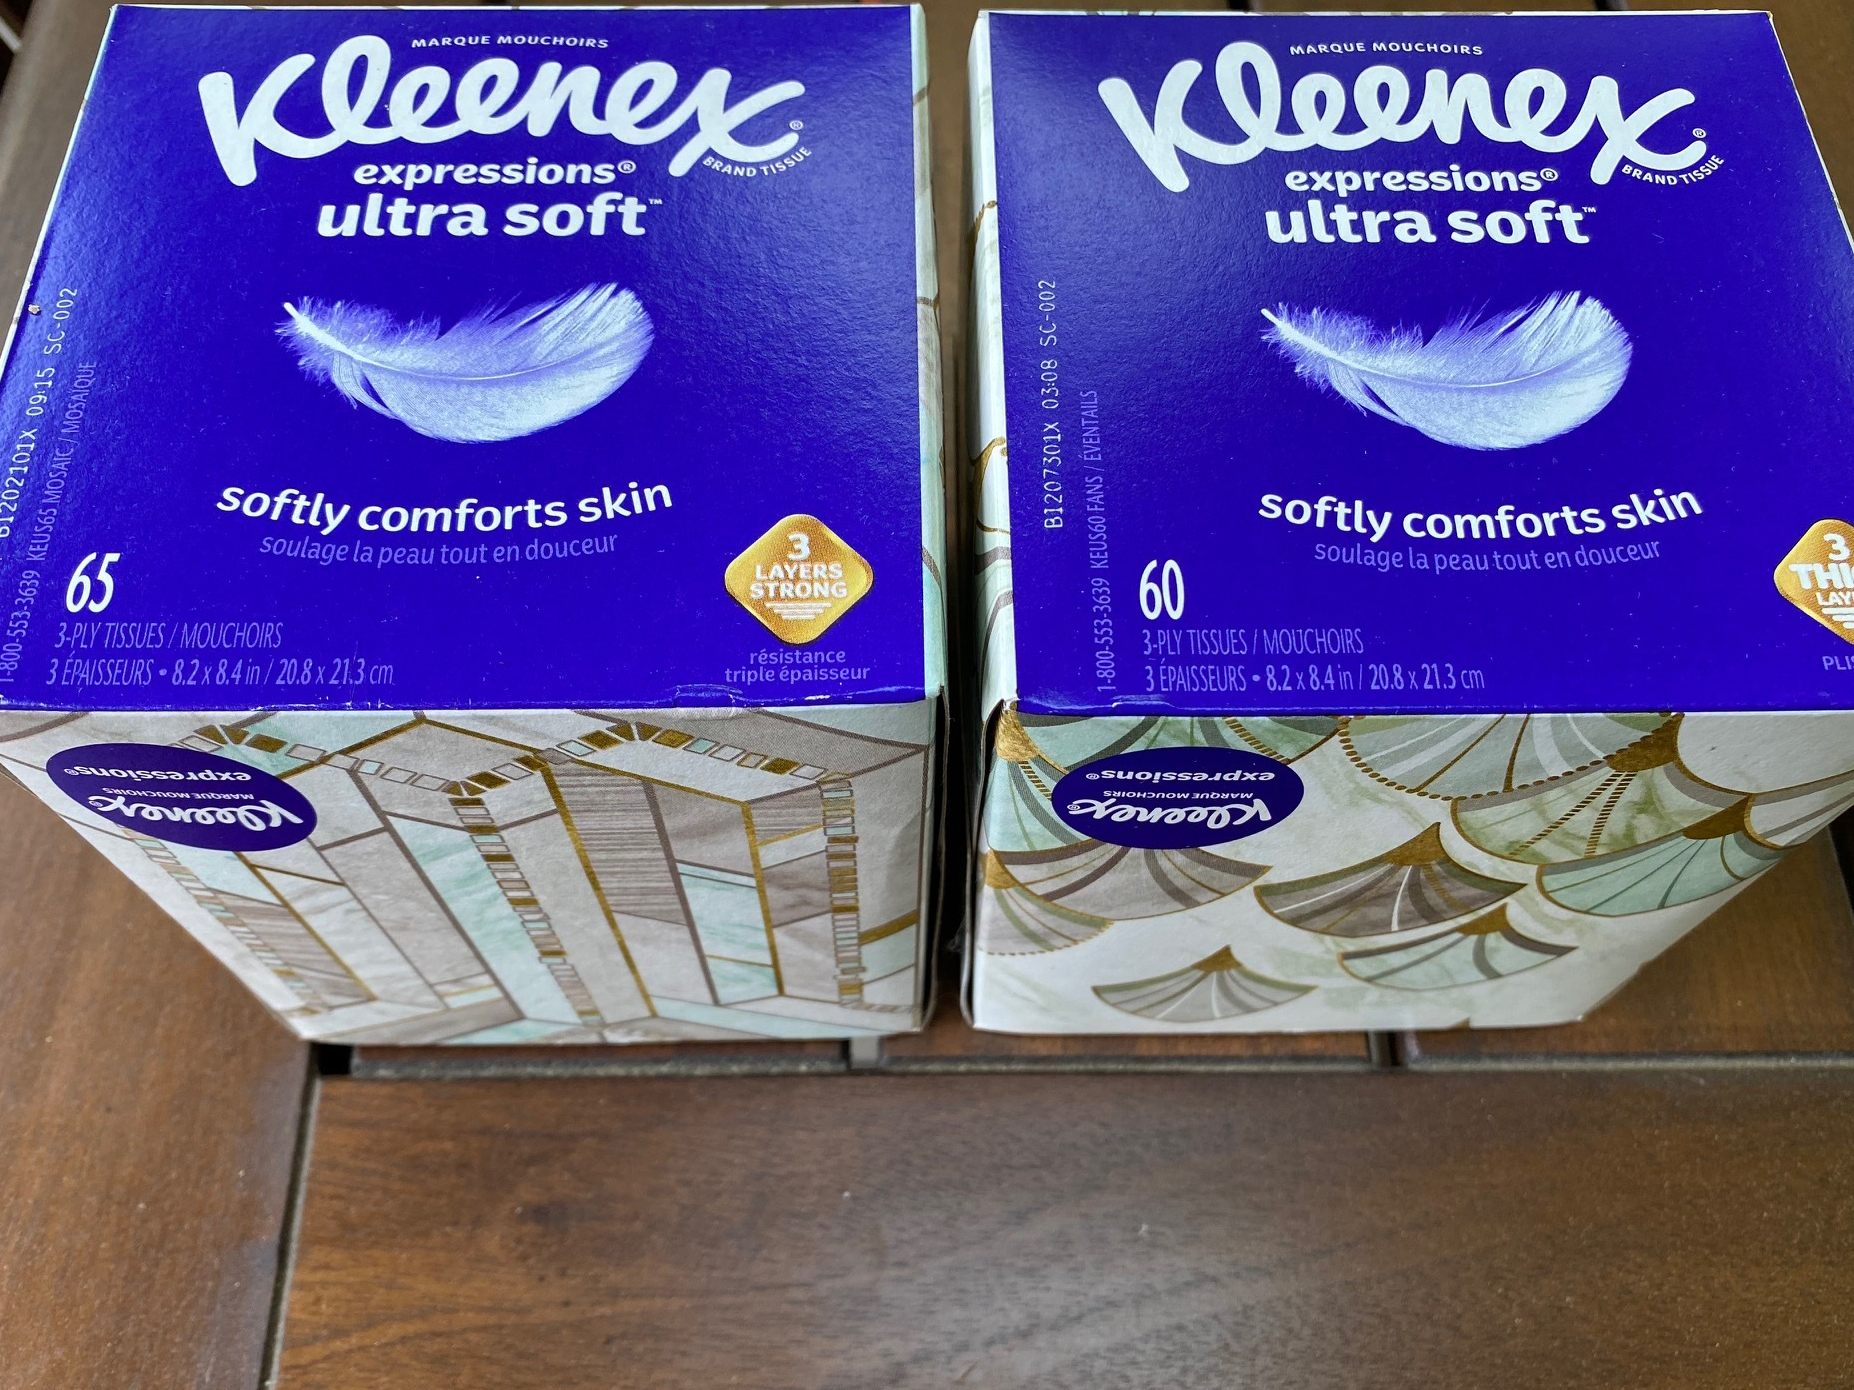 MARQUE MOUCHOIRS
Kleenex®
BRAND TISSUE
expressions®
ultra soft™
softly comforts skin
soulage la peau tout en douceur
B1202101X 09:15 SC-002
1-800-553-3639 KEUS65 MOSAIC / MOSAÏQUE
65
3-PLY TISSUES / MOUCHOIRS
3 ÉPAISSEURS • 8.2 x 8.4 in / 20.8 x 21.3 cm
3
LAYERS
STRONG
résistance
triple épaisseur
Kleenex®
MARQUE MOUCHOIRS
expressions®
MARQUE MOUCHOIRS
Kleenex®
BRAND TISSUE
expressions®
ultra soft™
softly comforts skin
soulage la peau tout en douceur
B1207301X 03:08 SC-002
1-800-553-3639 KEUS60 FANS / ÉVENTAILS
60
3-PLY TISSUES / MOUCHOIRS
3 ÉPAISSEURS • 8.2 x 8.4 in / 20.8 x 21.3 cm
3
Kleenex®
MARQUE MOUCHOIRS
expressions®